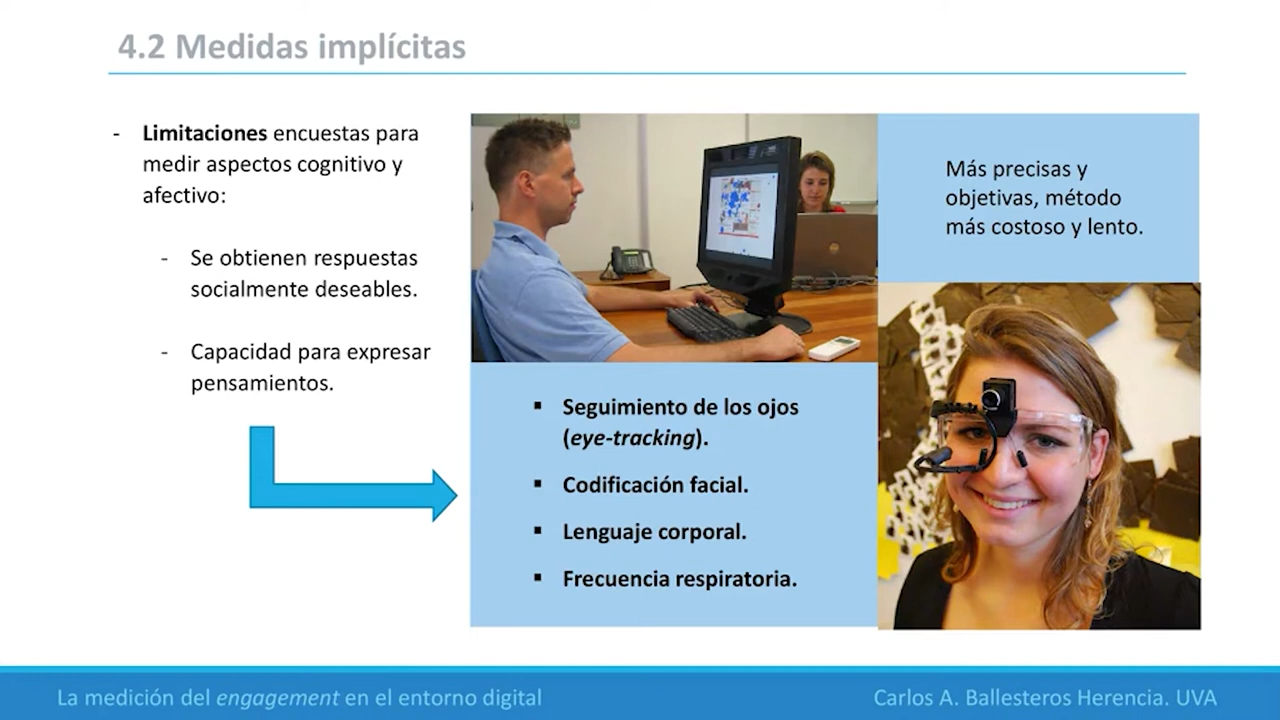 4.2 Medidas implícitas
- Limitaciones encuestas para
medir aspectos cognitivo y
afectivo:
- Se obtienen respuestas
socialmente deseables.
- Capacidad para expresar
pensamientos.
Más precisas y
objetivas, método
más costoso y lento.
▪ Seguimiento de los ojos
(eye-tracking).
▪ Codificación facial.
▪ Lenguaje corporal.
▪ Frecuencia respiratoria.
La medición del engagement en el entorno digital
Carlos A. Ballesteros Herencia. UVA